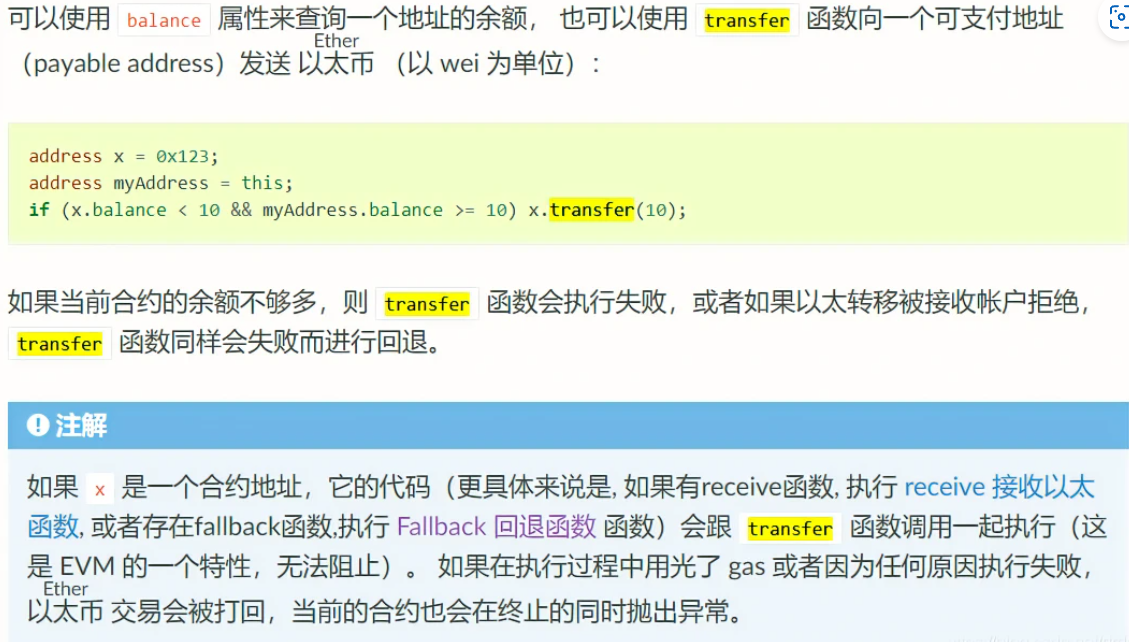 可以使用 balance 属性来查询一个地址的余额， 也可以使用 transfer 函数向一个可支付地址
Ether
（payable address）发送 以太币 （以 wei 为单位）:
address x = 0x123;
address myAddress = this;
if (x.balance < 10 && myAddress.balance >= 10) x.transfer(10);
如果当前合约的余额不够多，则 transfer 函数会执行失败，或者如果以太转移被接收帐户拒绝，
transfer 函数同样会失败而进行回退。
注解
如果 x 是一个合约地址，它的代码（更具体来说是, 如果有receive函数, 执行 receive 接收以太
函数, 或者存在fallback函数,执行 Fallback 回退函数 函数）会跟 transfer 函数调用一起执行（这
是 EVM 的一个特性，无法阻止）。 如果在执行过程中用光了 gas 或者因为任何原因执行失败，
Ether
以太币 交易会被打回，当前的合约也会在终止的同时抛出异常。